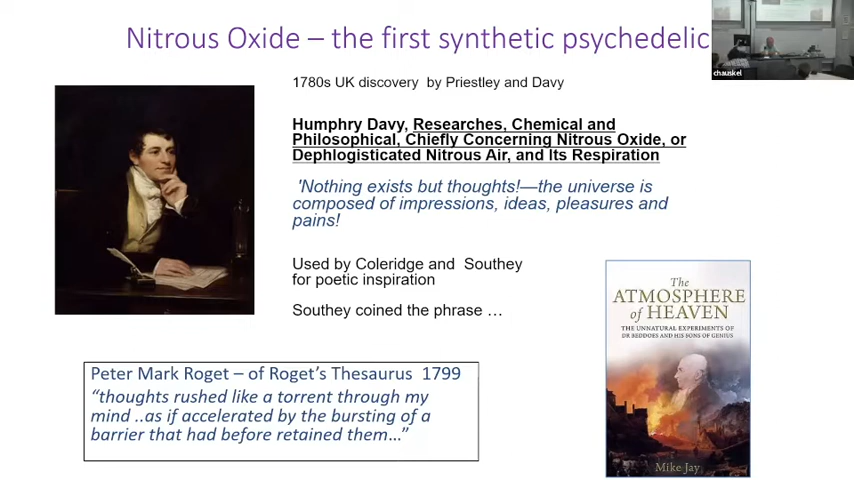 Nitrous Oxide – the first synthetic psychedelic
chauskel
1780s UK discovery by Priestley and Davy
Humphry Davy, Researches, Chemical and
Philosophical, Chiefly Concerning Nitrous Oxide, or
Dephlogisticated Nitrous Air, and Its Respiration
'Nothing exists but thoughts!—the universe is
composed of impressions, ideas, pleasures and
pains!
Used by Coleridge and Southey
for poetic inspiration
Southey coined the phrase …
The
ATMOSPHERE
of HEAVEN
THE UNNATURAL EXPERIMENTS OF
DR BEDDOES AND HIS SONS OF GENIUS
Mike Jay
Peter Mark Roget – of Roget's Thesaurus 1799
“thoughts rushed like a torrent through my
mind ..as if accelerated by the bursting of a
barrier that had before retained them…”